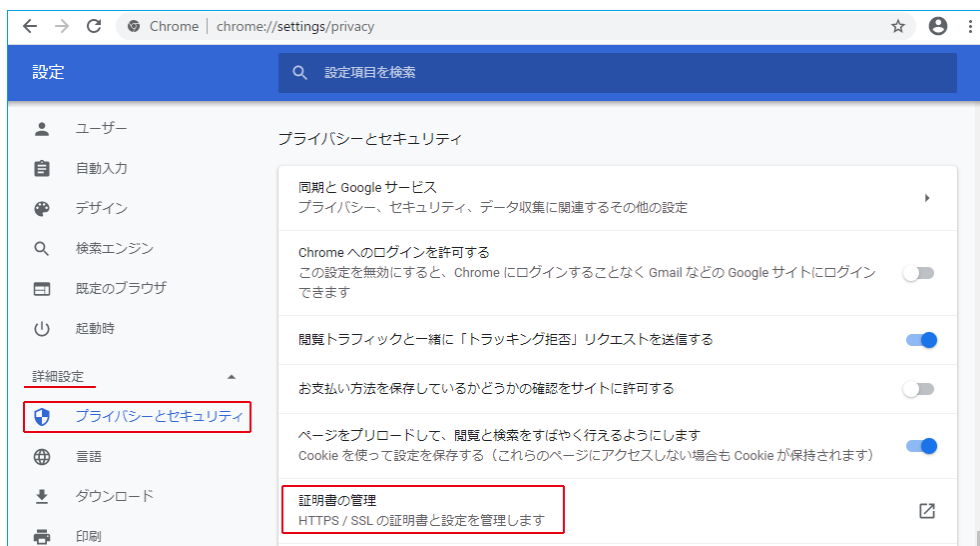 Chrome | chrome://settings/privacy
設定
設定項目を検索
ユーザー
自動入力
デザイン
検索エンジン
既定のブラウザ
起動時
詳細設定
プライバシーとセキュリティ
言語
ダウンロード
印刷
プライバシーとセキュリティ
同期と Google サービス
プライバシー、セキュリティ、データ収集に関連するその他の設定
Chrome へのログインを許可する
この設定を無効にすると、Chrome にログインすることなく Gmail などの Google サイトにログイン
できます
閲覧トラフィックと一緒に「トラッキング拒否」リクエストを送信する
お支払い方法を保存しているかどうかの確認をサイトに許可する
ページをプリロードして、閲覧と検索をすばやく行えるようにします
Cookie を使って設定を保存する（これらのページにアクセスしない場合も Cookie が保持されます）
証明書の管理
HTTPS / SSL の証明書と設定を管理します